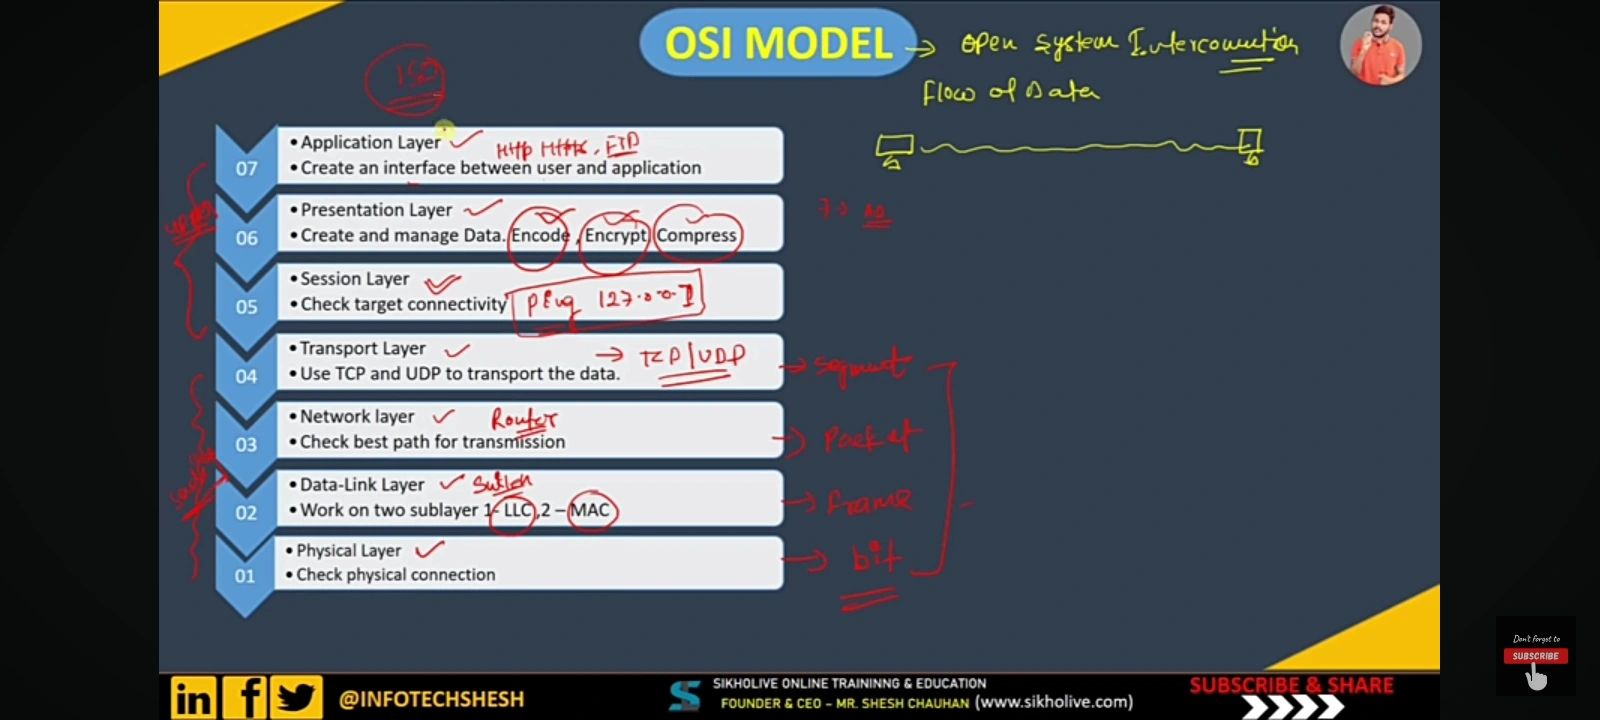 OSI MODEL → Open System Interconnection
Flow of Data
ISO
07
• Application Layer
HTTP HTTPS, FTP
• Create an interface between user and application
06
• Presentation Layer
• Create and manage Data. Encode , Encrypt Compress
upper
05
• Session Layer
• Check target connectivity
Ping 127.0.0.1
04
• Transport Layer
→ TCP/UDP
• Use TCP and UDP to transport the data.
→ segment
03
• Network layer
Router
• Check best path for transmission
→ Packet
02
• Data-Link Layer
Switch
• Work on two sublayer 1- LLC ,2 – MAC
→ Frame
01
• Physical Layer
• Check physical connection
→ bit
Don't forget to
SUBSCRIBE
in f @INFOTECHSHESH
SIKHOLIVE ONLINE TRAININNG & EDUCATION
FOUNDER & CEO – MR. SHESH CHAUHAN (www.sikholive.com)
SUBSCRIBE & SHARE